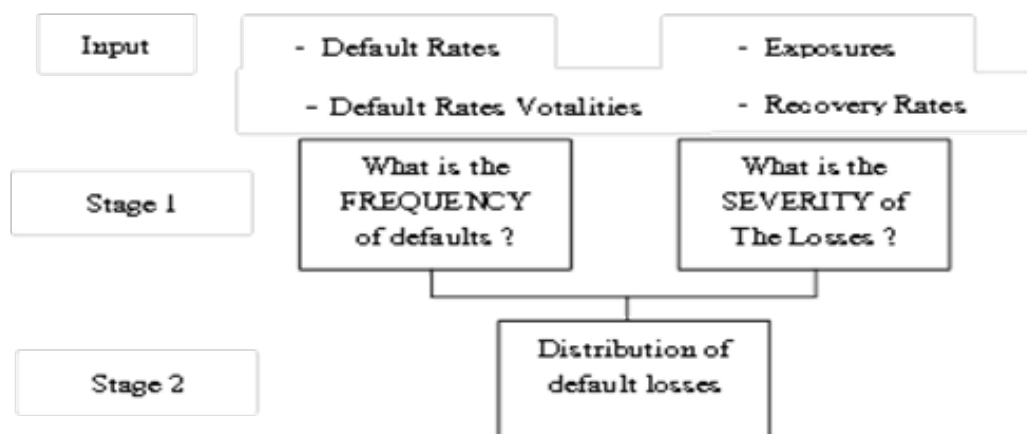 Input
- Default Rates
- Exposures
- Default Rates Votalities
- Recovery Rates
Stage 1
What is the
FREQUENCY
of defaults ?
What is the
SEVERITY of
The Losses ?
Stage 2
Distribution of
default losses